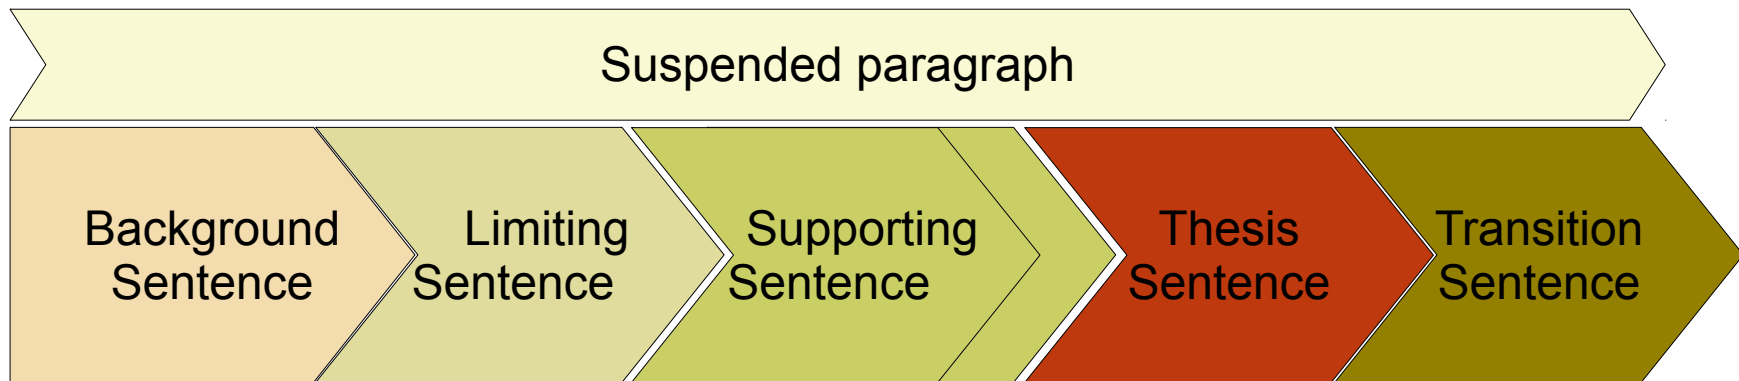 Suspended paragraph
Background
Sentence
Limiting
Sentence
Supporting
Sentence
Thesis
Sentence
Transition
Sentence